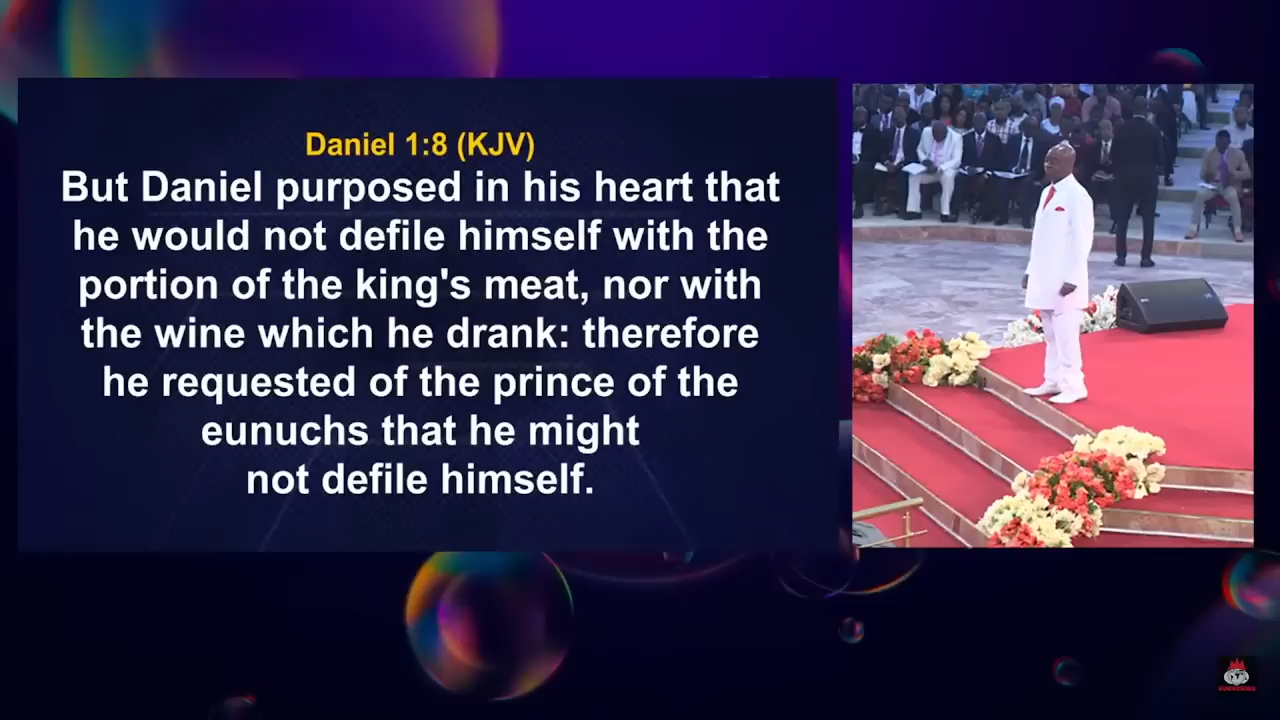 Daniel 1:8 (KJV)
But Daniel purposed in his heart that
he would not defile himself with the
portion of the king's meat, nor with
the wine which he drank: therefore
he requested of the prince of the
eunuchs that he might
not defile himself.
SUBSCRIBE